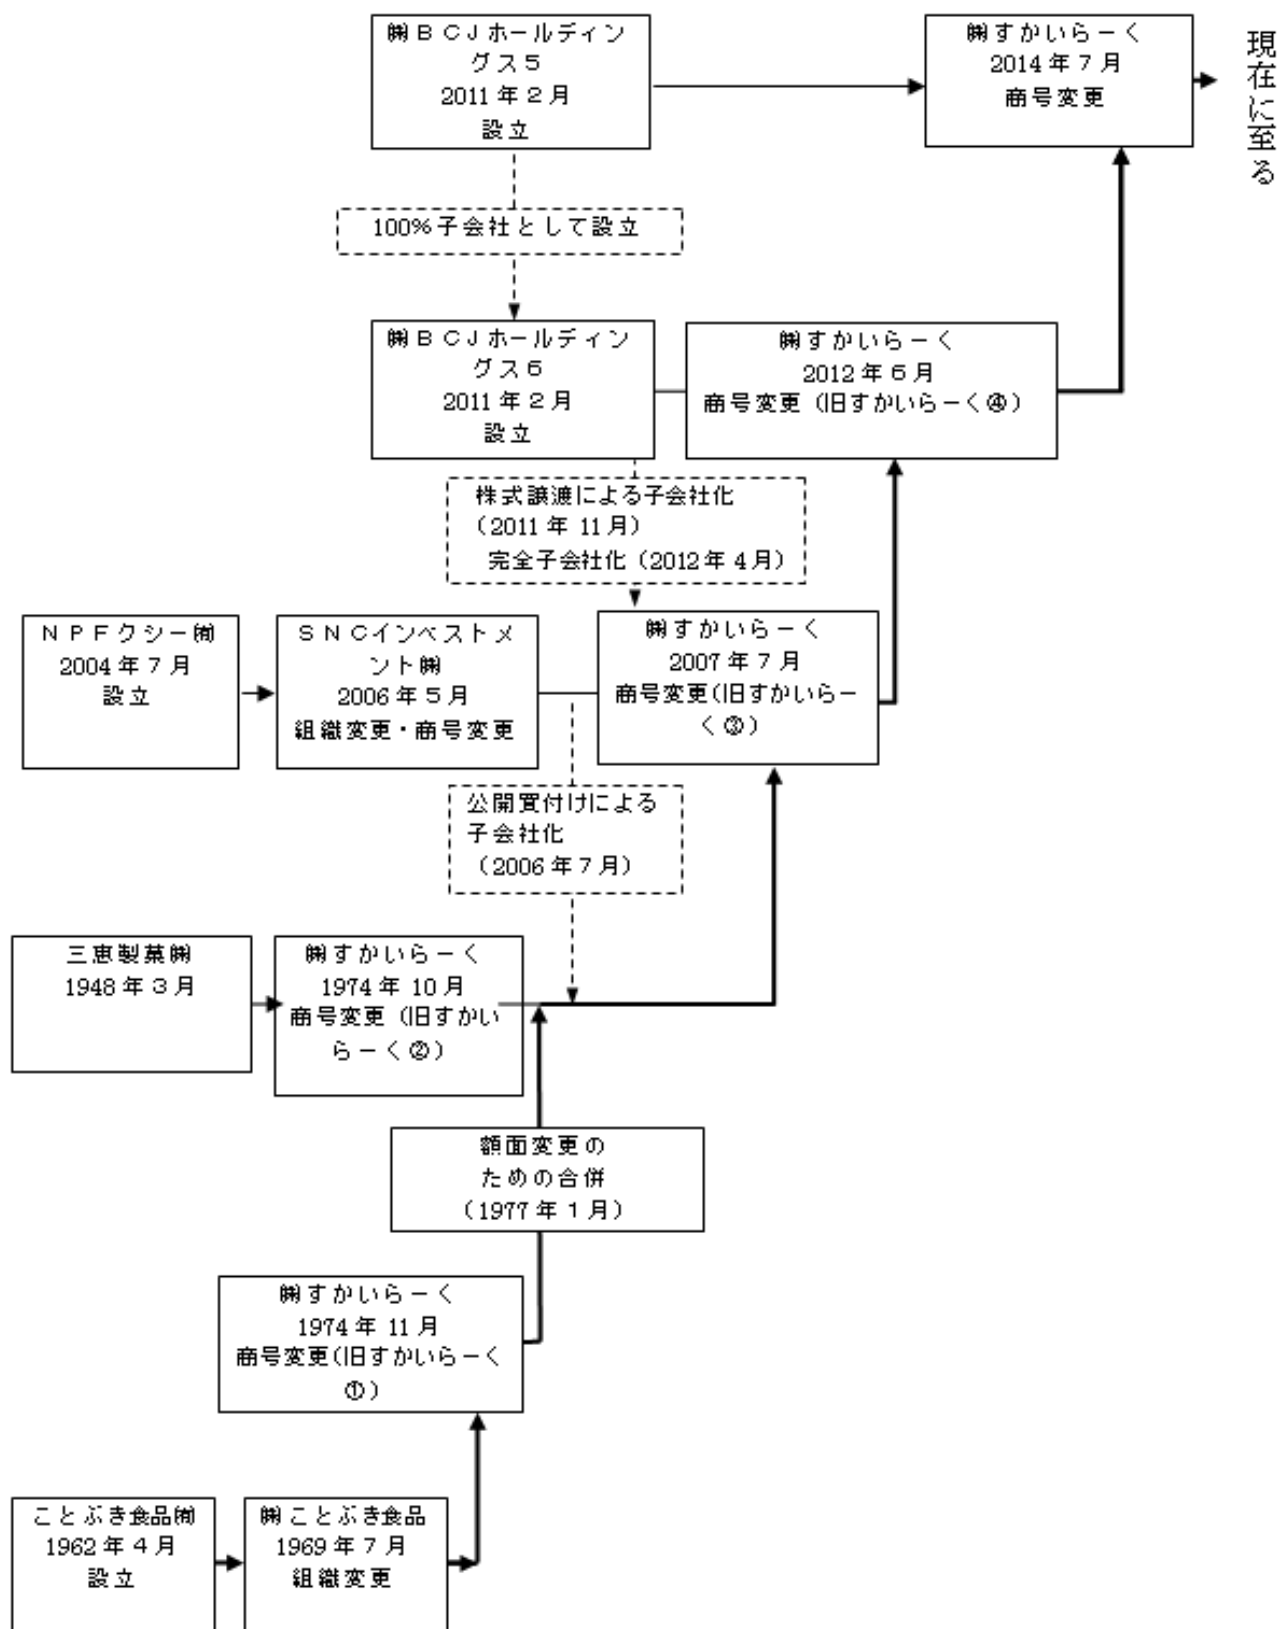 ㈱ＢＣＪホールディン
グス５
2011年２月
設立
㈱すかいらーく
2014年７月
商号変更
現在に至る
100%子会社として設立
㈱ＢＣＪホールディン
グス６
2011年２月
設立
㈱すかいらーく
2012年６月
商号変更（旧すかいらーく④）
株式譲渡による子会社化
（2011年11月）
完全子会社化（2012年4月）
ＮＰＦクシー㈲
2004年７月
設立
ＳＮＣインベストメ
ント㈱
2006年５月
組織変更・商号変更
㈱すかいらーく
2007年７月
商号変更(旧すかいらー
く③）
公開買付けによる
子会社化
（2006年７月）
三恵製菓㈱
1948年３月
㈱すかいらーく
1974年10月
商号変更（旧すかい
らーく②）
額面変更の
ための合併
（1977年１月）
㈱すかいらーく
1974年11月
商号変更(旧すかいらーく
①）
ことぶき食品㈲
1962年４月
設立
㈱ことぶき食品
1969年７月
組織変更